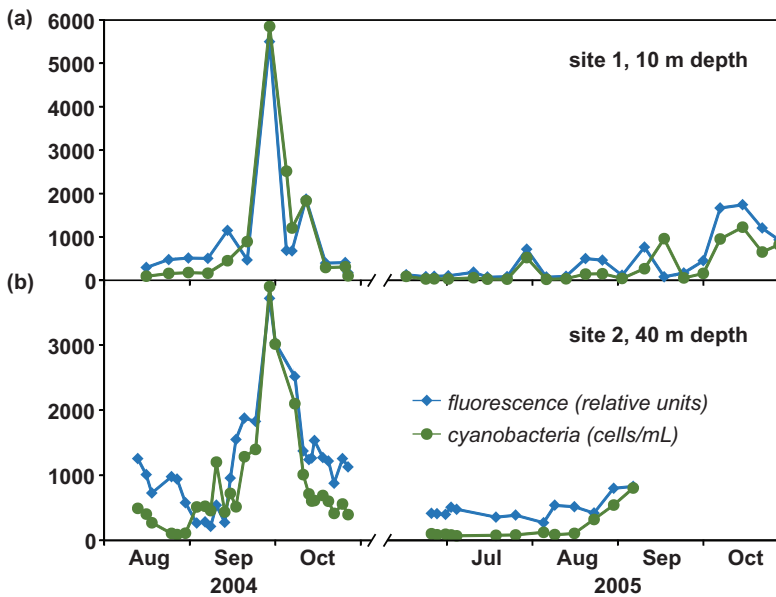 (a)
6000
5000
4000
3000
2000
1000
0
site 1, 10 m depth
(b)
3000
2000
1000
0
site 2, 40 m depth
fluorescence (relative units)
cyanobacteria (cells/mL)
Aug Sep Oct Jul Aug Sep Oct
2004 2005